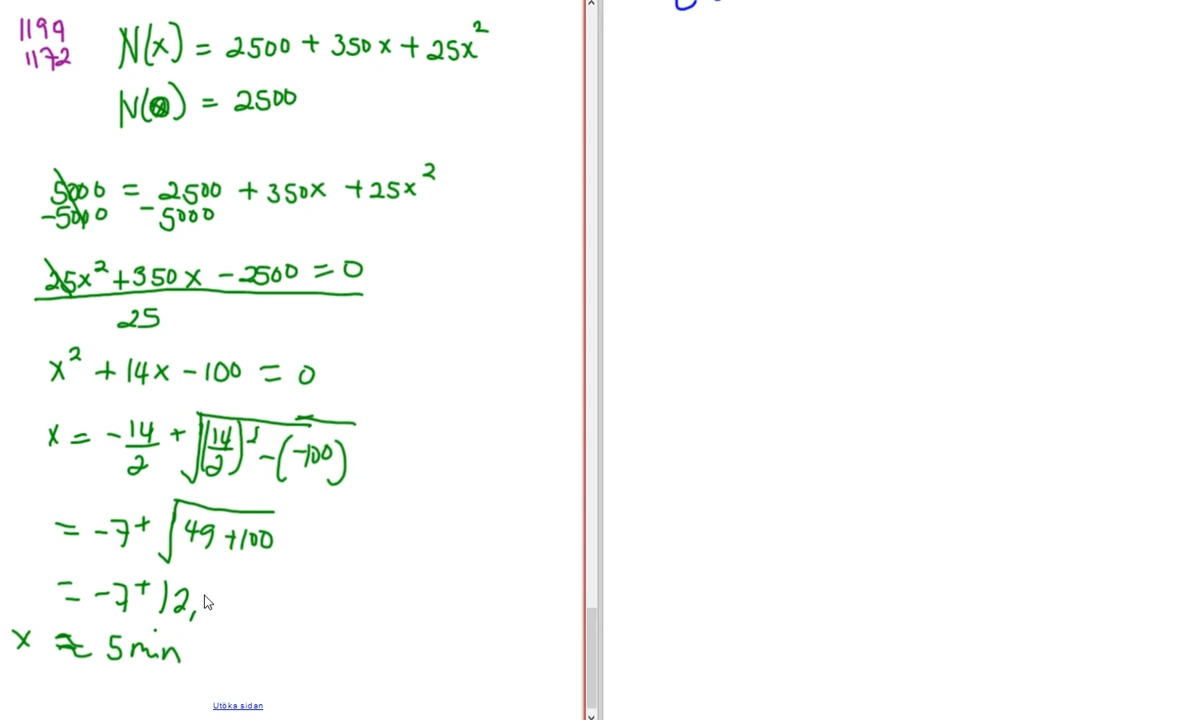 1199
1172
N(x) = 2500 + 350x + 25x²
N(0) = 2500
5000 = 2500 + 350x + 25x²
-5000 -5000
25x² + 350x - 2500 = 0
25
x² + 14x - 100 = 0
x = -14/2 + √((14/2)² - (-100))
= -7 + √(49 + 100)
= -7 + 12,
x ≈ 5 min
Utöka sidan